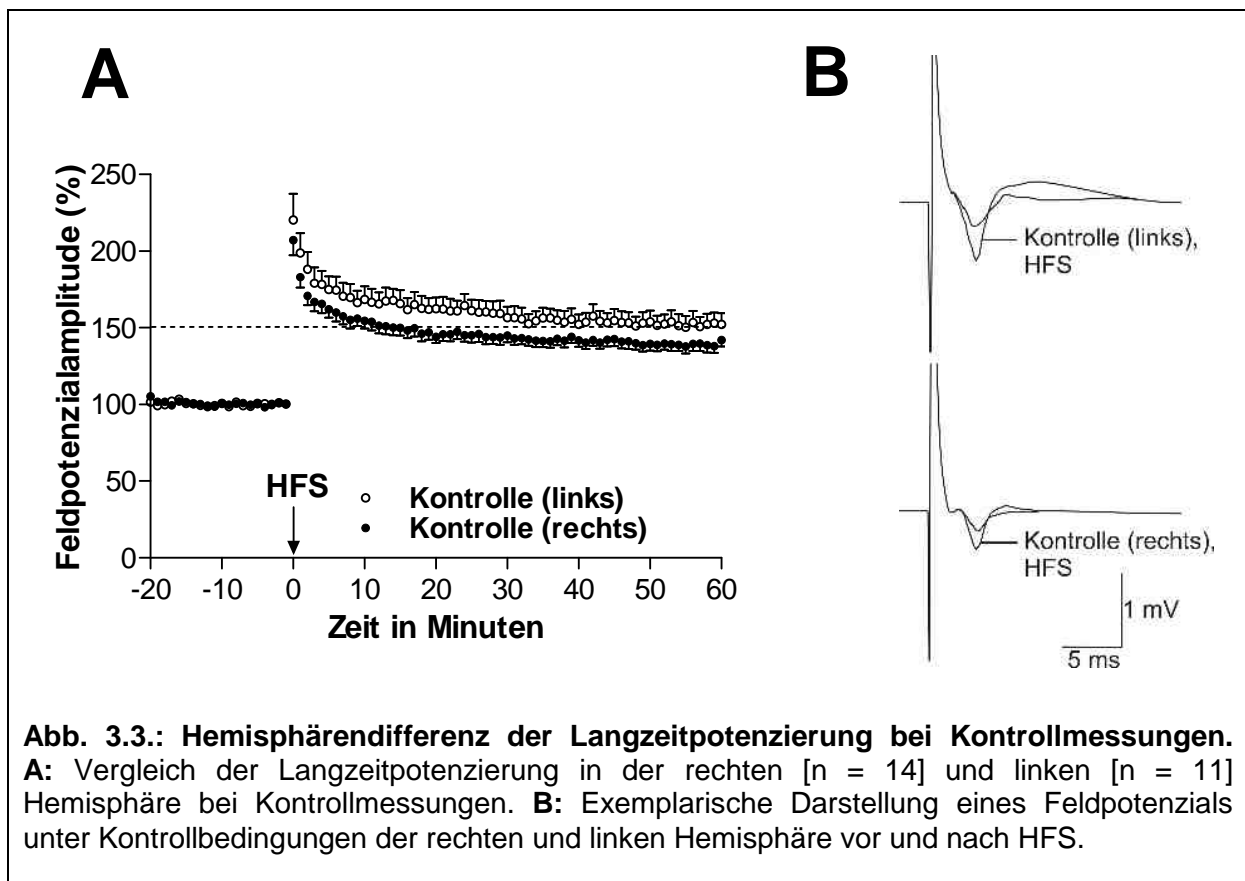 A
B
250
200
150
100
50
0
Feldpotenzialamplitude (%)
HFS
Kontrolle (links)
Kontrolle (rechts)
-20 -10 0 10 20 30 40 50 60
Zeit in Minuten
Kontrolle (links),
HFS
Kontrolle (rechts),
HFS
1 mV
5 ms
Abb. 3.3.: Hemisphärendifferenz der Langzeitpotenzierung bei Kontrollmessungen.
A: Vergleich der Langzeitpotenzierung in der rechten [n = 14] und linken [n = 11]
Hemisphäre bei Kontrollmessungen. B: Exemplarische Darstellung eines Feldpotenzials
unter Kontrollbedingungen der rechten und linken Hemisphäre vor und nach HFS.